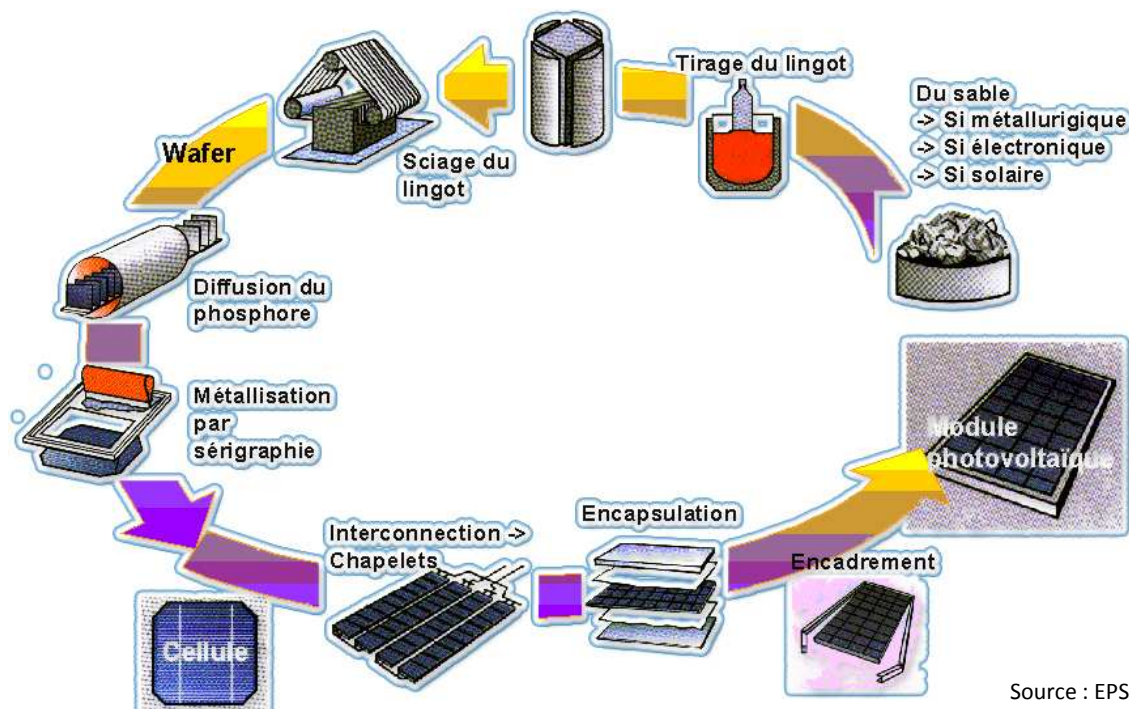 Du sable
-> Si métallurigique
-> Si électronique
-> Si solaire
Tirage du lingot
Sciage du
lingot
Wafer
Diffusion du
phosphore
Métallisation
par
sérigraphie
Cellule
Interconnection ->
Chapelets
Encapsulation
Encadrement
Module
photovoltaïque
Source : EPS